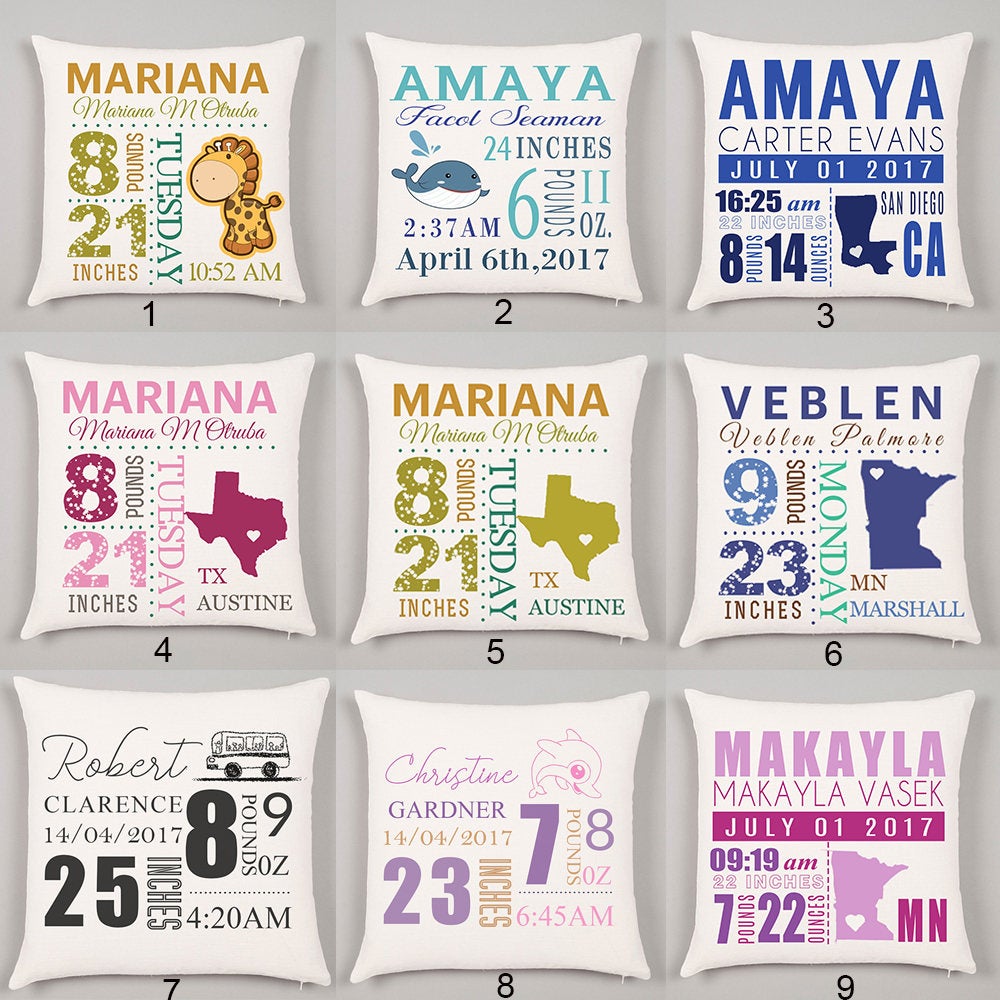 MARIANA
Mariana M Otruba
8 POUNDS
21
INCHES
TUESDAY
10:52 AM
1
AMAYA
Facol Seaman
24 INCHES
6 POUNDS 11 OZ.
2:37AM
April 6th,2017
2
AMAYA
CARTER EVANS
JULY 01 2017
16:25 am
22 INCHES
8 POUNDS 14 OUNCES
SAN DIEGO
CA
3
MARIANA
Mariana M Otruba
8 POUNDS
21
INCHES
TUESDAY
TX
AUSTINE
4
MARIANA
Mariana M Otruba
8 POUNDS
21
INCHES
TUESDAY
TX
AUSTINE
5
VEBLEN
Veblen Palmore
9 POUNDS
23
INCHES
MONDAY
MN
MARSHALL
6
Robert
CLARENCE
14/04/2017
8 POUNDS 9 OZ
25 INCHES
4:20AM
7
Christine
GARDNER
14/04/2017
7 POUNDS 8 OZ
23 INCHES
6:45AM
8
MAKAYLA
MAKAYLA VASEK
JULY 01 2017
09:19 am
22 INCHES
7 POUNDS 22 OUNCES
MN
9